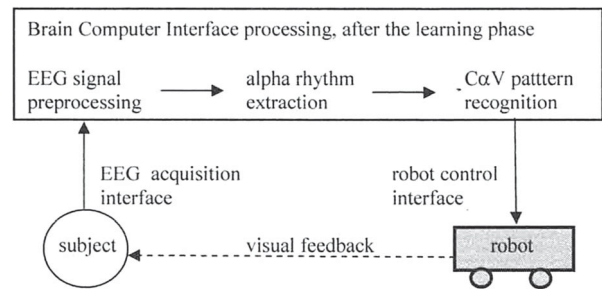 Brain Computer Interface processing, after the learning phase
EEG signal
preprocessing
alpha rhythm
extraction
CαV patttern
recognition
EEG acquisition
interface
robot control
interface
subject
visual feedback
robot